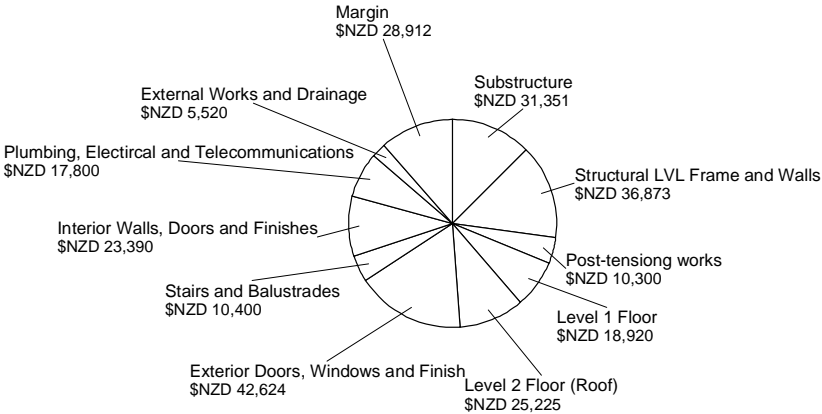 Margin
$NZD 28,912
Substructure
$NZD 31,351
Structural LVL Frame and Walls
$NZD 36,873
Post-tensiong works
$NZD 10,300
Level 1 Floor
$NZD 18,920
Level 2 Floor (Roof)
$NZD 25,225
Exterior Doors, Windows and Finish
$NZD 42,624
Stairs and Balustrades
$NZD 10,400
Interior Walls, Doors and Finishes
$NZD 23,390
Plumbing, Electircal and Telecommunications
$NZD 17,800
External Works and Drainage
$NZD 5,520